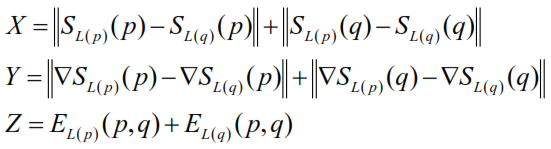 X = ‖S_{L(p)}(p) − S_{L(q)}(p)‖ + ‖S_{L(p)}(q) − S_{L(q)}(q)‖
Y = ‖∇S_{L(p)}(p) − ∇S_{L(q)}(p)‖ + ‖∇S_{L(p)}(q) − ∇S_{L(q)}(q)‖
Z = E_{L(p)}(p,q) + E_{L(q)}(p,q)